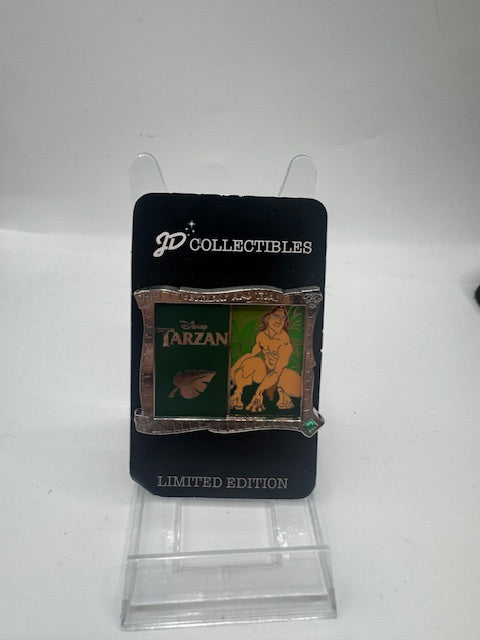 JD COLLECTIBLES
Disney
TARZAN
LIMITED EDITION